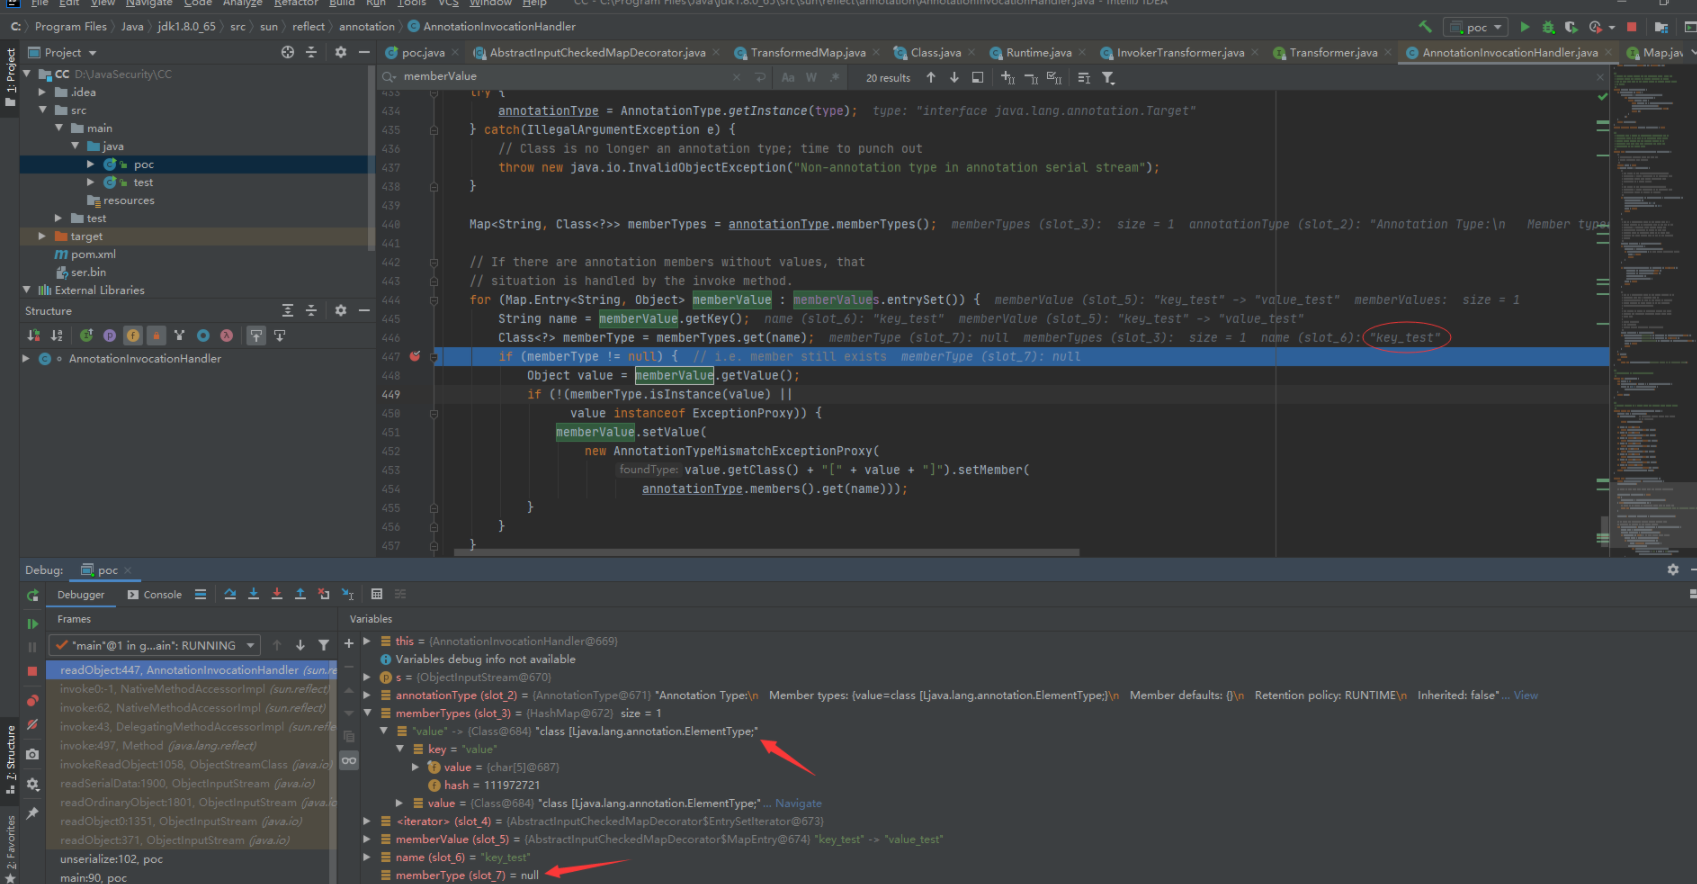 File Edit View Navigate Code Analyze Refactor Build Run Tools VCS Window Help CC - C:\Program Files\Java\jdk1.8.0_65\src\sun\reflect\annotation\AnnotationInvocationHandler.java - IntelliJ IDEA
C: Program Files Java jdk1.8.0_65 src sun reflect annotation AnnotationInvocationHandler poc
Project poc.java AbstractInputCheckedMapDecorator.java TransformedMap.java Class.java Runtime.java InvokerTransformer.java Transformer.java AnnotationInvocationHandler.java Map.jav
1: Project
CC D:\JavaSecurity\CC
.idea
src
main
java
poc
test
resources
test
target
pom.xml
ser.bin
External Libraries
Structure
AnnotationInvocationHandler
memberValue Aa W .* 20 results
433 try {
434 annotationType = AnnotationType.getInstance(type); type: "interface java.lang.annotation.Target"
435 } catch(IllegalArgumentException e) {
436 // Class is no longer an annotation type; time to punch out
437 throw new java.io.InvalidObjectException("Non-annotation type in annotation serial stream");
438 }
439
440 Map<String, Class<?>> memberTypes = annotationType.memberTypes(); memberTypes (slot_3): size = 1 annotationType (slot_2): "Annotation Type:\n Member type
441
442 // If there are annotation members without values, that
443 // situation is handled by the invoke method.
444 for (Map.Entry<String, Object> memberValue : memberValues.entrySet()) { memberValue (slot_5): "key_test" -> "value_test" memberValues: size = 1
445 String name = memberValue.getKey(); name (slot_6): "key_test" memberValue (slot_5): "key_test" -> "value_test"
446 Class<?> memberType = memberTypes.get(name); memberType (slot_7): null memberTypes (slot_3): size = 1 name (slot_6): "key_test"
447 if (memberType != null) { // i.e. member still exists memberType (slot_7): null
448 Object value = memberValue.getValue();
449 if (!(memberType.isInstance(value) ||
450 value instanceof ExceptionProxy)) {
451 memberValue.setValue(
452 new AnnotationTypeMismatchExceptionProxy(
453 foundType: value.getClass() + "[" + value + "]").setMember(
454 annotationType.members().get(name)));
455 }
456 }
457 }
Debug: poc
Debugger Console
Frames Variables
"main"@1 in g...ain": RUNNING
readObject:447, AnnotationInvocationHandler (sun.re
invoke0:-1, NativeMethodAccessorImpl (sun.reflect)
invoke:62, NativeMethodAccessorImpl (sun.reflect)
invoke:43, DelegatingMethodAccessorImpl (sun.refle
invoke:497, Method (java.lang.reflect)
invokeReadObject:1058, ObjectStreamClass (java.io)
readSerialData:1900, ObjectInputStream (java.io)
readOrdinaryObject:1801, ObjectInputStream (java.io
readObject0:1351, ObjectInputStream (java.io)
readObject:371, ObjectInputStream (java.io)
unserialize:102, poc
main:90, poc
this = {AnnotationInvocationHandler@669}
Variables debug info not available
s = {ObjectInputStream@670}
annotationType (slot_2) = {AnnotationType@671} "Annotation Type:\n Member types: {value=class [Ljava.lang.annotation.ElementType;}\n Member defaults: {}\n Retention policy: RUNTIME\n Inherited: false"... View
memberTypes (slot_3) = {HashMap@672} size = 1
"value" -> {Class@684} "class [Ljava.lang.annotation.ElementType;"
key = "value"
value = {char[5]@687}
hash = 111972721
value = {Class@684} "class [Ljava.lang.annotation.ElementType;"... Navigate
<iterator> (slot_4) = {AbstractInputCheckedMapDecorator$EntrySetIterator@673}
memberValue (slot_5) = {AbstractInputCheckedMapDecorator$MapEntry@674} "key_test" -> "value_test"
name (slot_6) = "key_test"
memberType (slot_7) = null
Z: Structure
2: Favorites